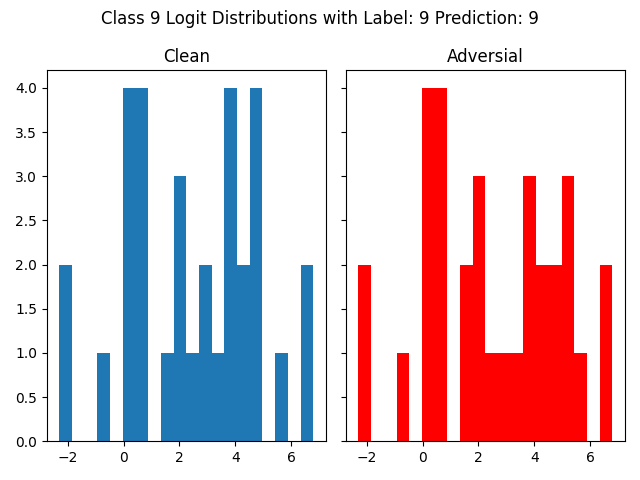 Class 9 Logit Distributions with Label: 9 Prediction: 9
Clean
Adversial
4.0
3.5
3.0
2.5
2.0
1.5
1.0
0.5
0.0
−2 0 2 4 6
−2 0 2 4 6